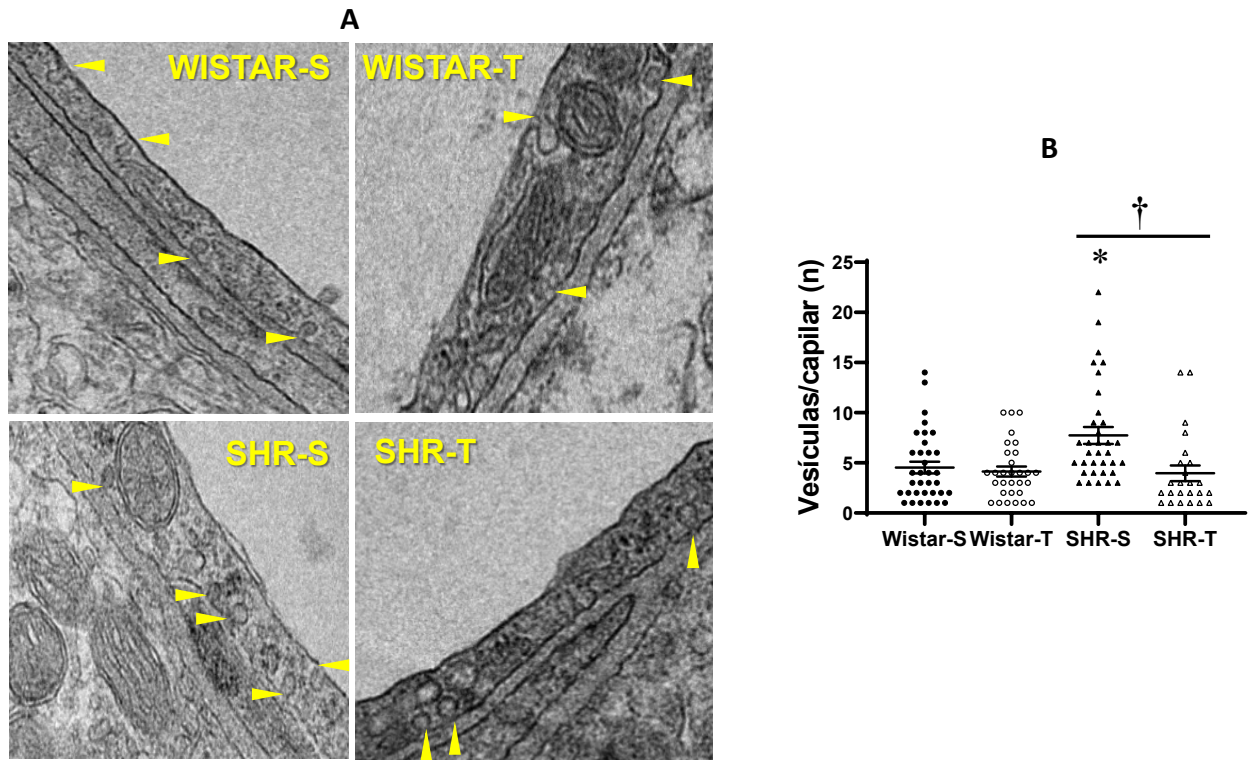 A
WISTAR-S
WISTAR-T
SHR-S
SHR-T
B
†
*
Vesículas/capilar (n)
25
20
15
10
5
0
Wistar-S Wistar-T SHR-S SHR-T